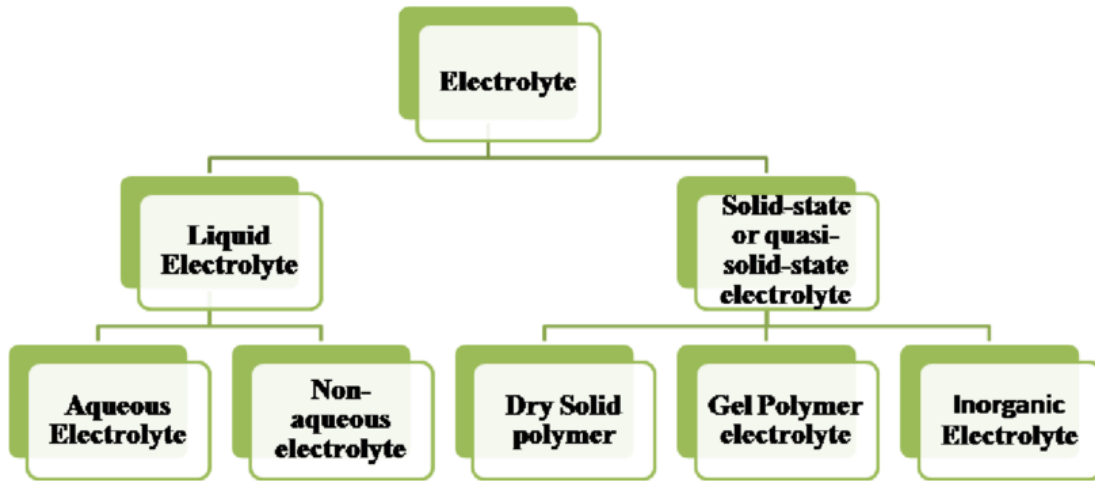 Electrolyte
Liquid
Electrolyte
Solid-state
or quasi-
solid-state
electrolyte
Aqueous
Electrolyte
Non-
aqueous
electrolyte
Dry Solid
polymer
Gel Polymer
electrolyte
Inorganic
Electrolyte